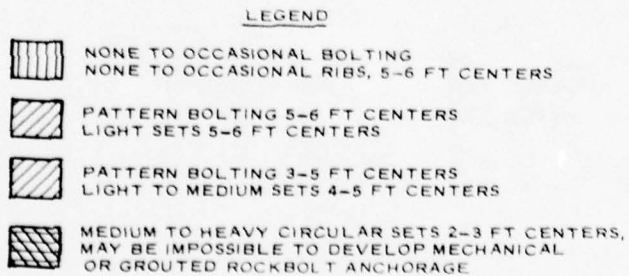 LEGEND
NONE TO OCCASIONAL BOLTING
NONE TO OCCASIONAL RIBS, 5-6 FT CENTERS
PATTERN BOLTING 5-6 FT CENTERS
LIGHT SETS 5-6 FT CENTERS
PATTERN BOLTING 3-5 FT CENTERS
LIGHT TO MEDIUM SETS 4-5 FT CENTERS
MEDIUM TO HEAVY CIRCULAR SETS 2-3 FT CENTERS,
MAY BE IMPOSSIBLE TO DEVELOP MECHANICAL
OR GROUTED ROCKBOLT ANCHORAGE